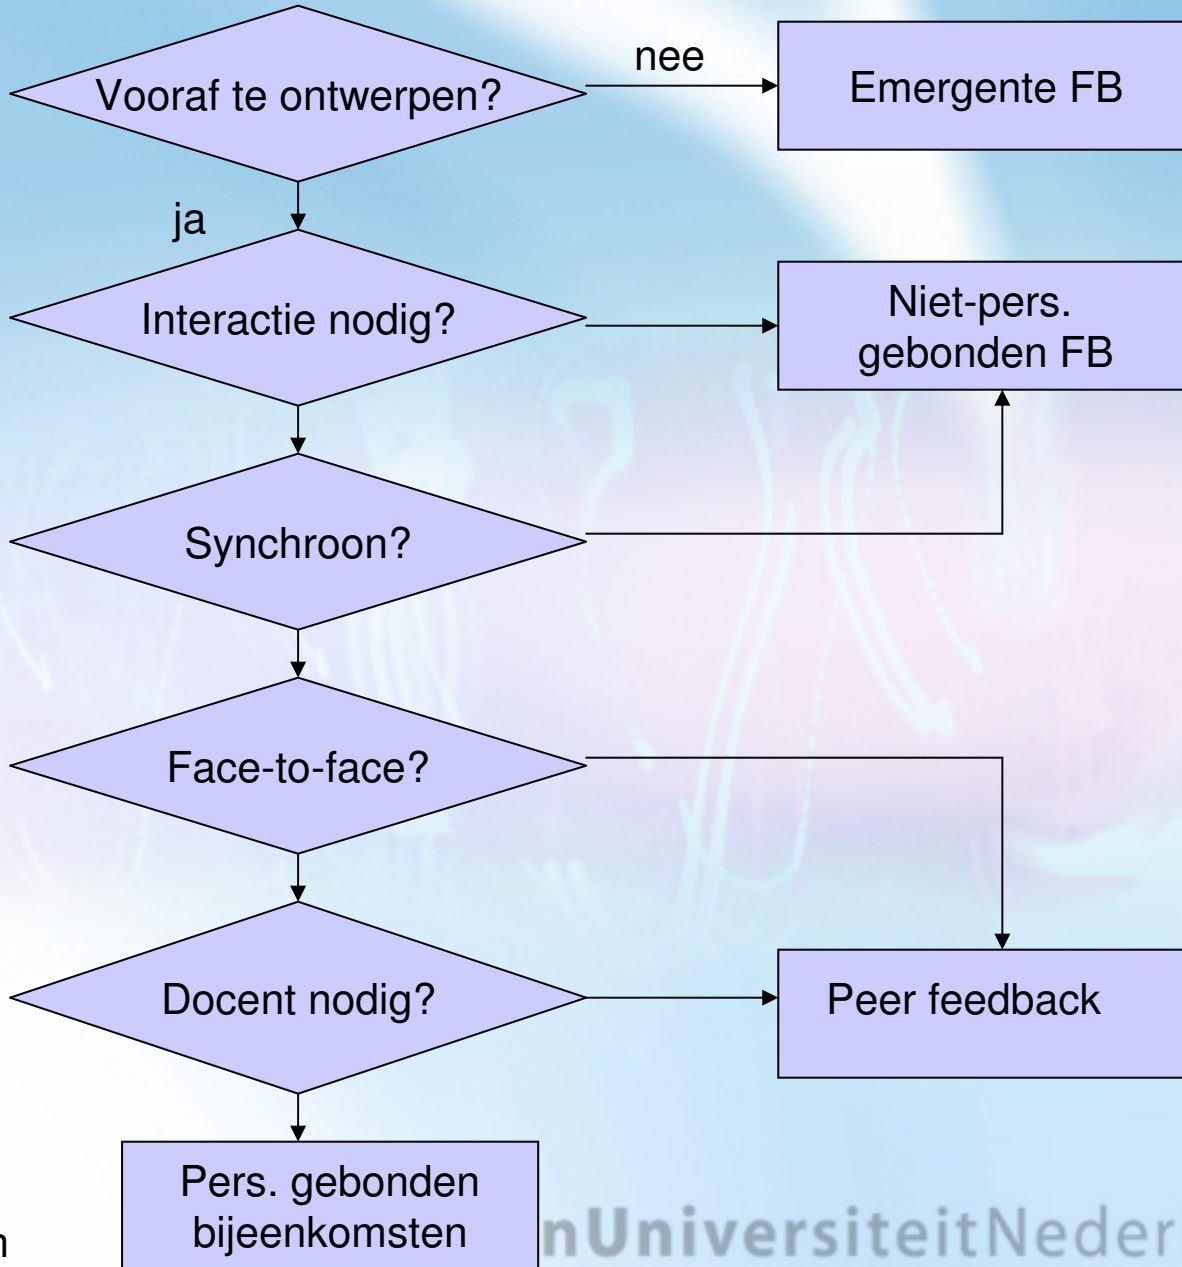 Vooraf te ontwerpen?
nee
Emergente FB
ja
Interactie nodig?
Niet-pers.
gebonden FB
Synchroon?
Face-to-face?
Docent nodig?
Peer feedback
Pers. gebonden
bijeenkomsten
n
nUniversiteitNeder